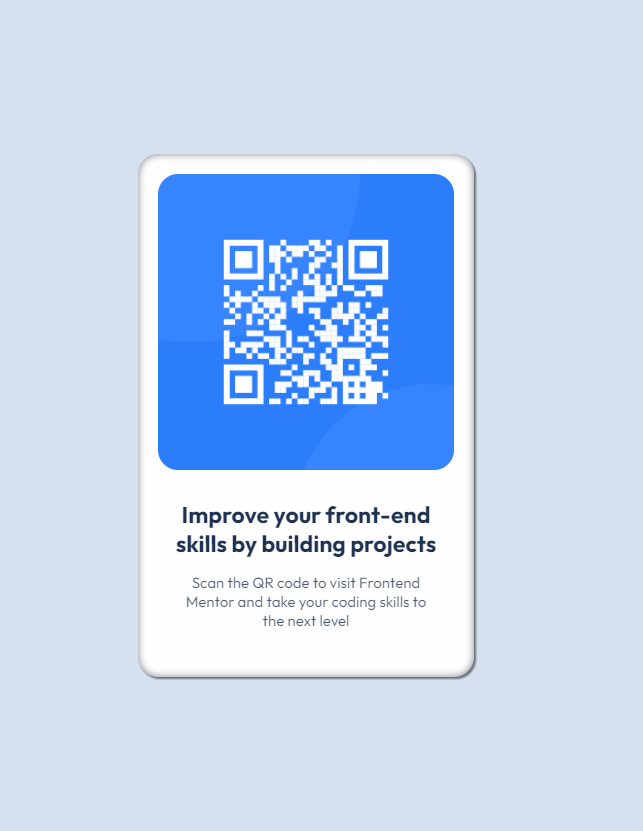 Improve your front-end
skills by building projects
Scan the QR code to visit Frontend
Mentor and take your coding skills to
the next level